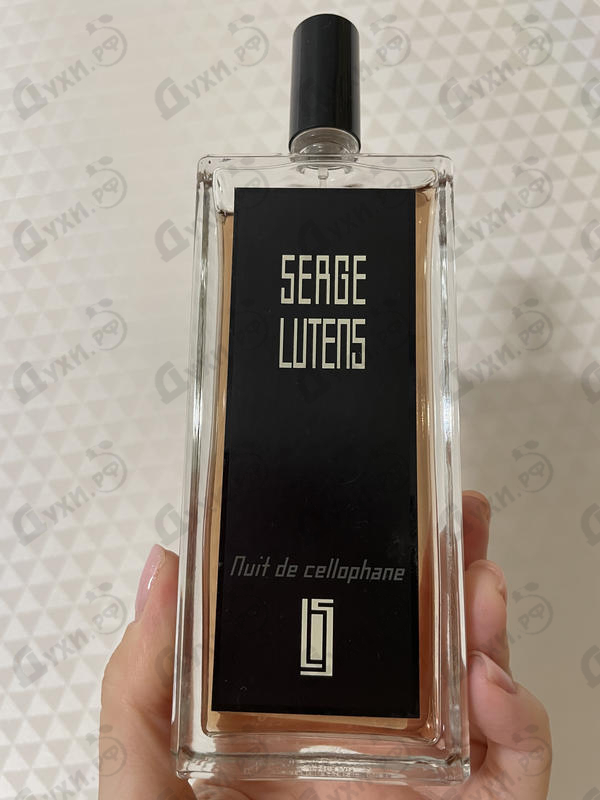 SERGE
LUTENS
Nuit de cellophane
Духи.РФ